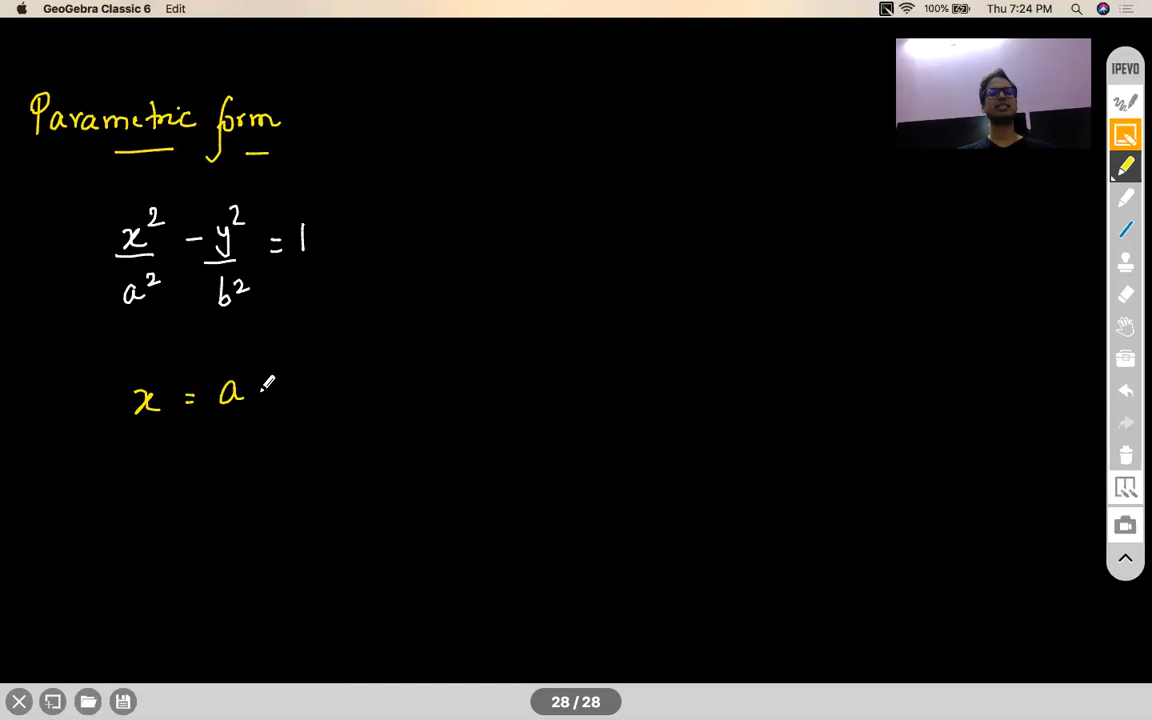 GeoGebra Classic 6 Edit 100% Thu 7:24 PM
IPEVO
Parametric form
x² - y² = 1
a² b²
x = a
28 / 28